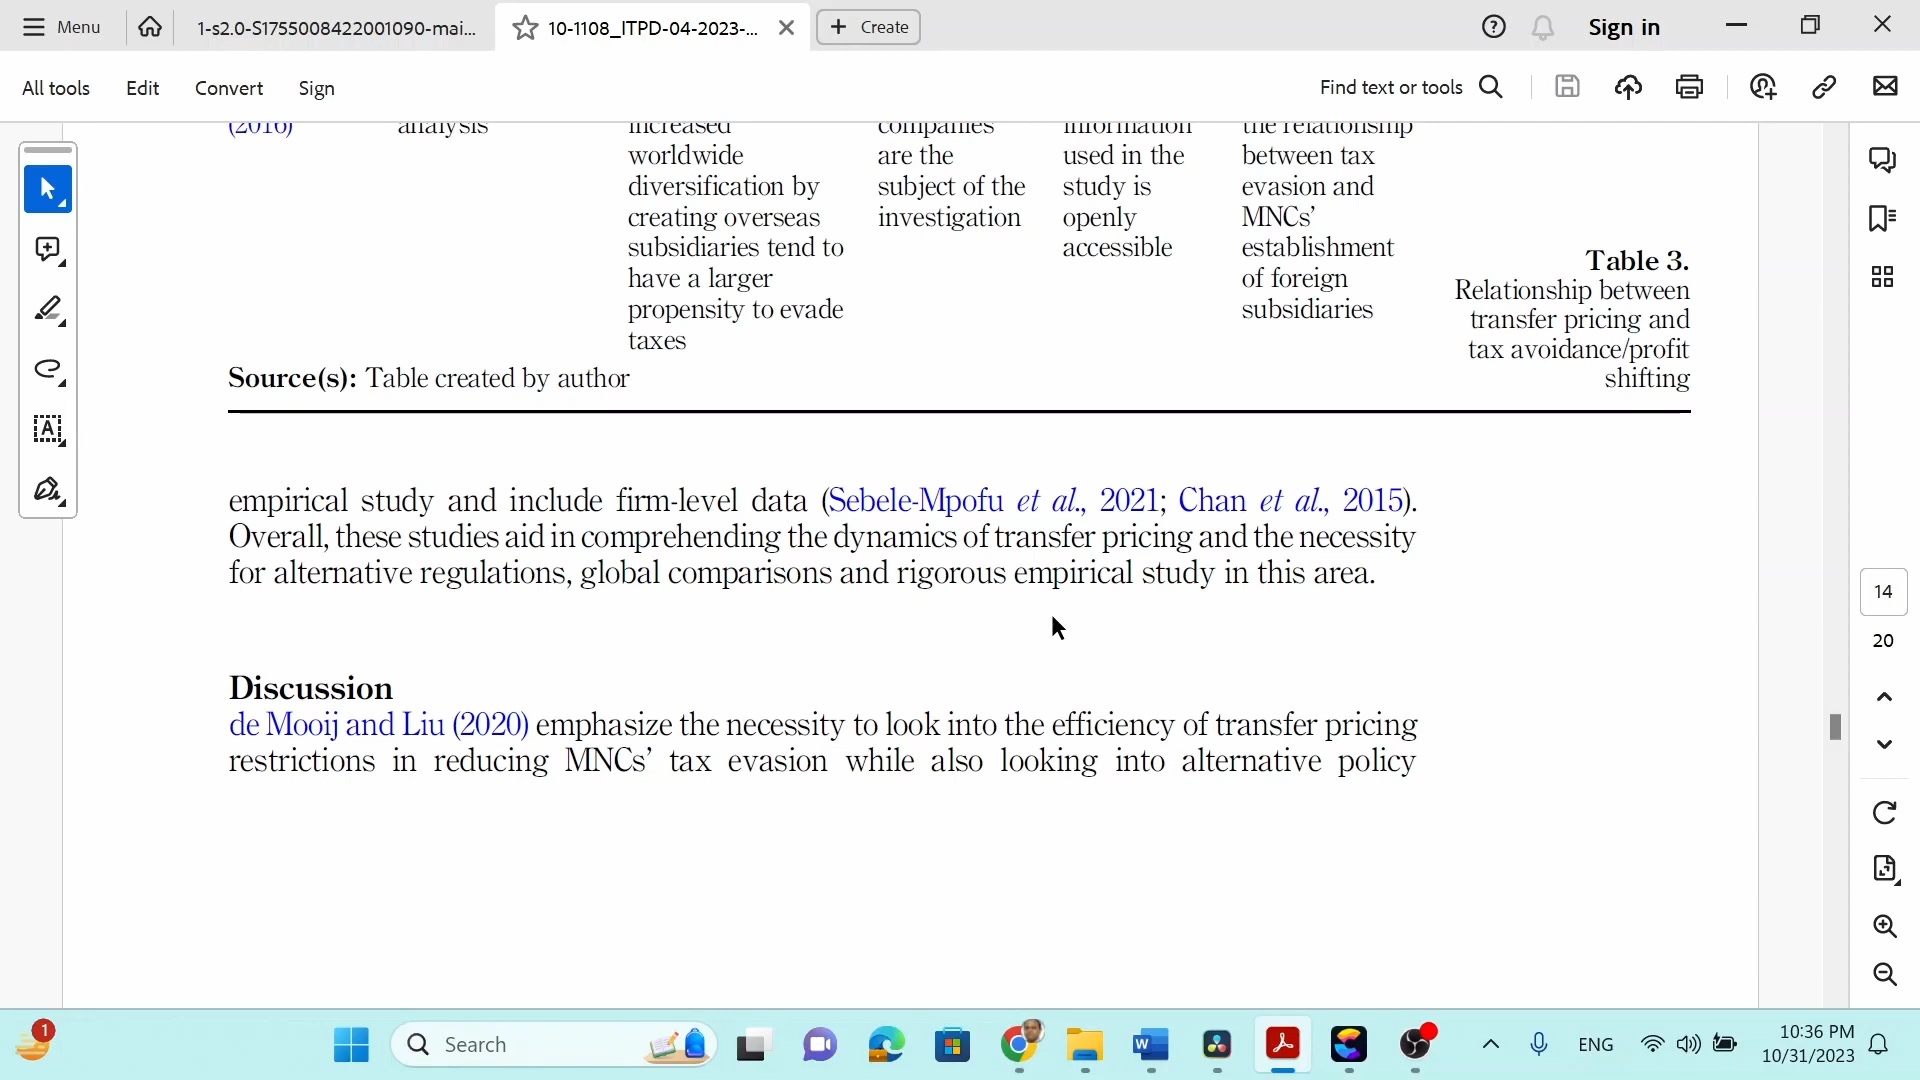 Menu
1-s2.0-S1755008422001090-mai...
10-1108_ITPD-04-2023-...
Create
Sign in
All tools
Edit
Convert
Sign
Find text or tools
(2016) analysis increased companies information the relationship
worldwide are the used in the between tax
diversification by subject of the study is evasion and
creating overseas investigation openly MNCs'
subsidiaries tend to accessible establishment
have a larger of foreign
propensity to evade subsidiaries
taxes
Table 3.
Relationship between
transfer pricing and
tax avoidance/profit
shifting
Source(s): Table created by author
empirical study and include firm-level data (Sebele-Mpofu et al., 2021; Chan et al., 2015).
Overall, these studies aid in comprehending the dynamics of transfer pricing and the necessity
for alternative regulations, global comparisons and rigorous empirical study in this area.
Discussion
de Mooij and Liu (2020) emphasize the necessity to look into the efficiency of transfer pricing
restrictions in reducing MNCs' tax evasion while also looking into alternative policy
14
20
1
Search
ENG
10:36 PM
10/31/2023